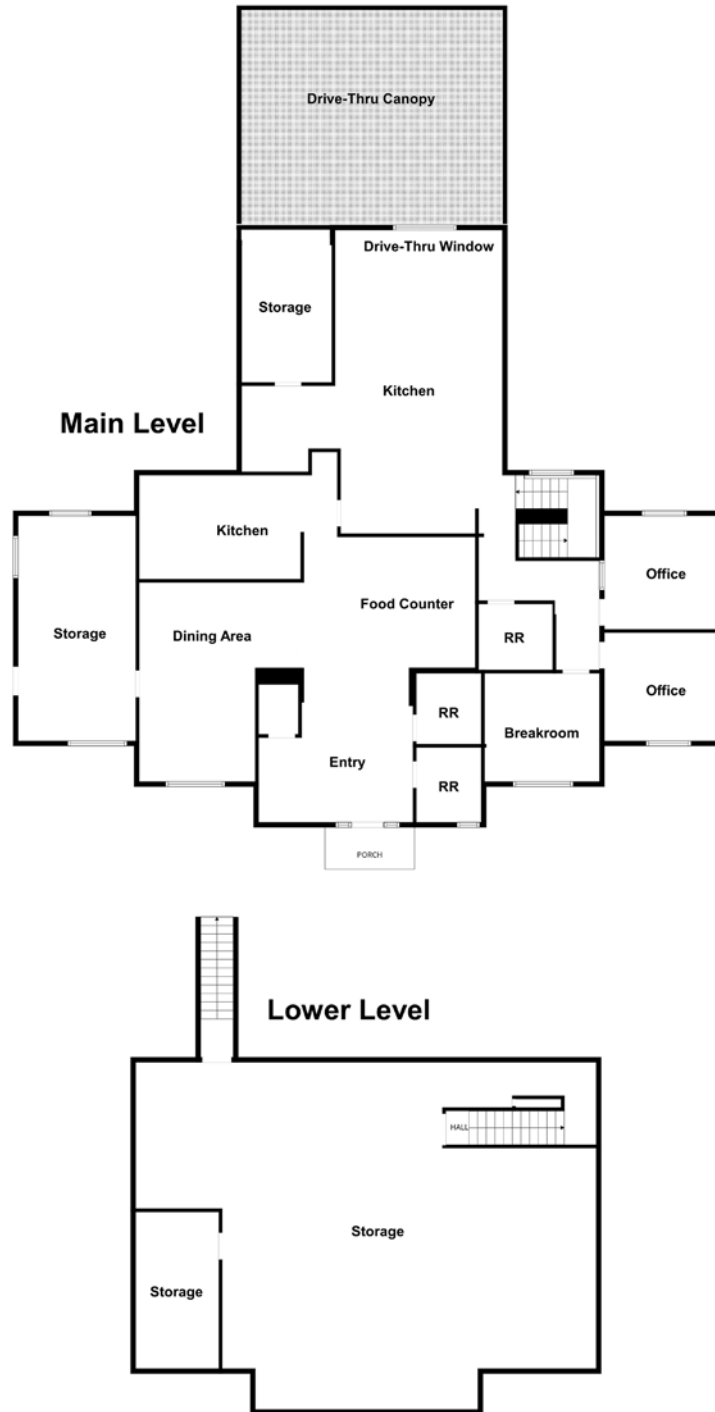 Drive-Thru Canopy
Drive-Thru Window
Storage
Kitchen
Main Level
Kitchen
Office
Food Counter
Storage
Dining Area
RR
Office
RR
Breakroom
Entry
RR
PORCH
Lower Level
HALL
Storage
Storage